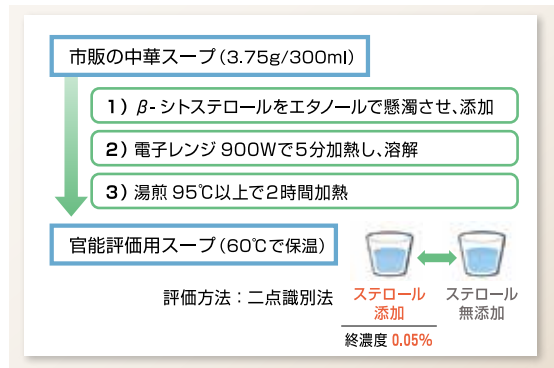 市販の中華スープ(3.75g/300ml)
1) β-シトステロールをエタノールで懸濁させ、添加
2) 電子レンジ 900Wで5分加熱し、溶解
3) 湯煎 95℃以上で2時間加熱
官能評価用スープ(60℃で保温)
評価方法：二点識別法
ステロール
添加
ステロール
無添加
終濃度 0.05%